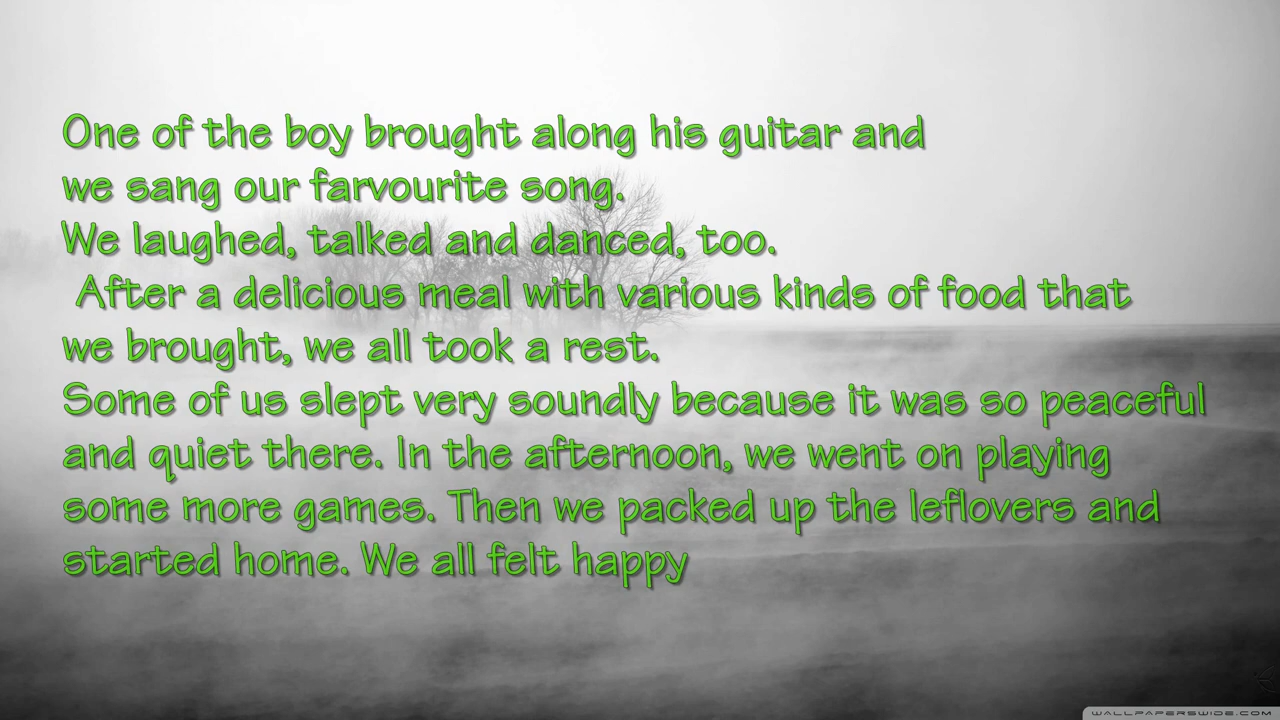 One of the boy brought along his guitar and
we sang our farvourite song.
We laughed, talked and danced, too.
After a delicious meal with various kinds of food that
we brought, we all took a rest.
Some of us slept very soundly because it was so peaceful
and quiet there. In the afternoon, we went on playing
some more games. Then we packed up the leflovers and
started home. We all felt happy
WALLPAPERSWIDE.COM